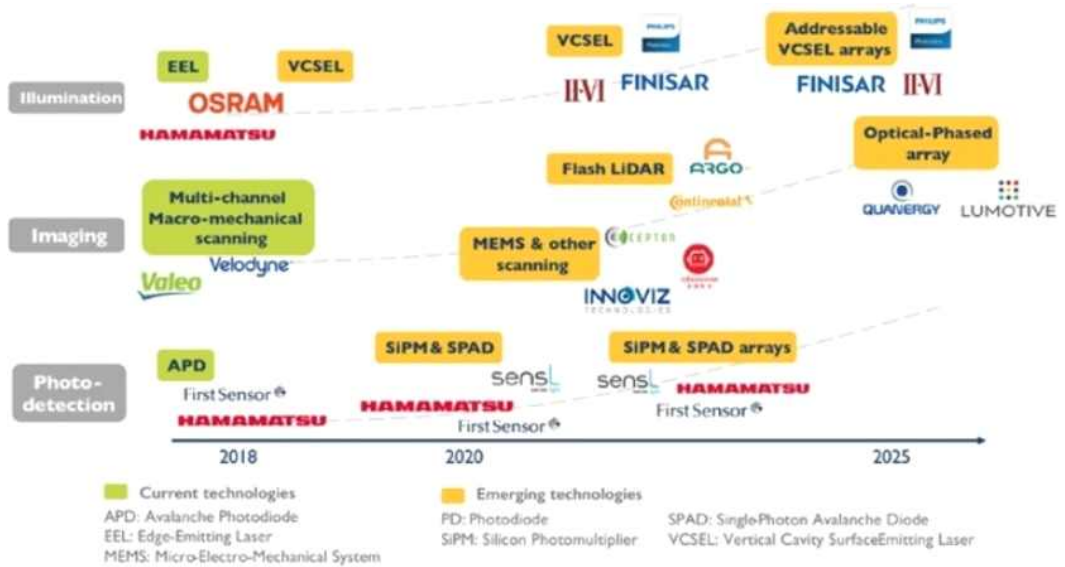 EEL
VCSEL
VCSEL
PHILIPS
Addressable
VCSEL arrays
PHILIPS
Illumination
OSRAM
HAMAMATSU
II-VI
FINISAR
FINISAR
II-VI
Optical-Phased
array
Flash LiDAR
ARGO
Continental
QUANERGY
LUMOTIVE
Imaging
Multi-channel
Macro-mechanical
scanning
Valeo
Velodyne
MEMS & other
scanning
CEPTON
INNOVIZ
TECHNOLOGIES
Photo-
detection
APD
First Sensor
HAMAMATSU
SiPM & SPAD
sensL
HAMAMATSU
First Sensor
SiPM & SPAD arrays
sensL
HAMAMATSU
First Sensor
2018
2020
2025
Current technologies
APD: Avalanche Photodiode
EEL: Edge-Emitting Laser
MEMS: Micro-Electro-Mechanical System
Emerging technologies
PD: Photodiode
SiPM: Silicon Photomultiplier
SPAD: Single-Photon Avalanche Diode
VCSEL: Vertical Cavity SurfaceEmitting Laser